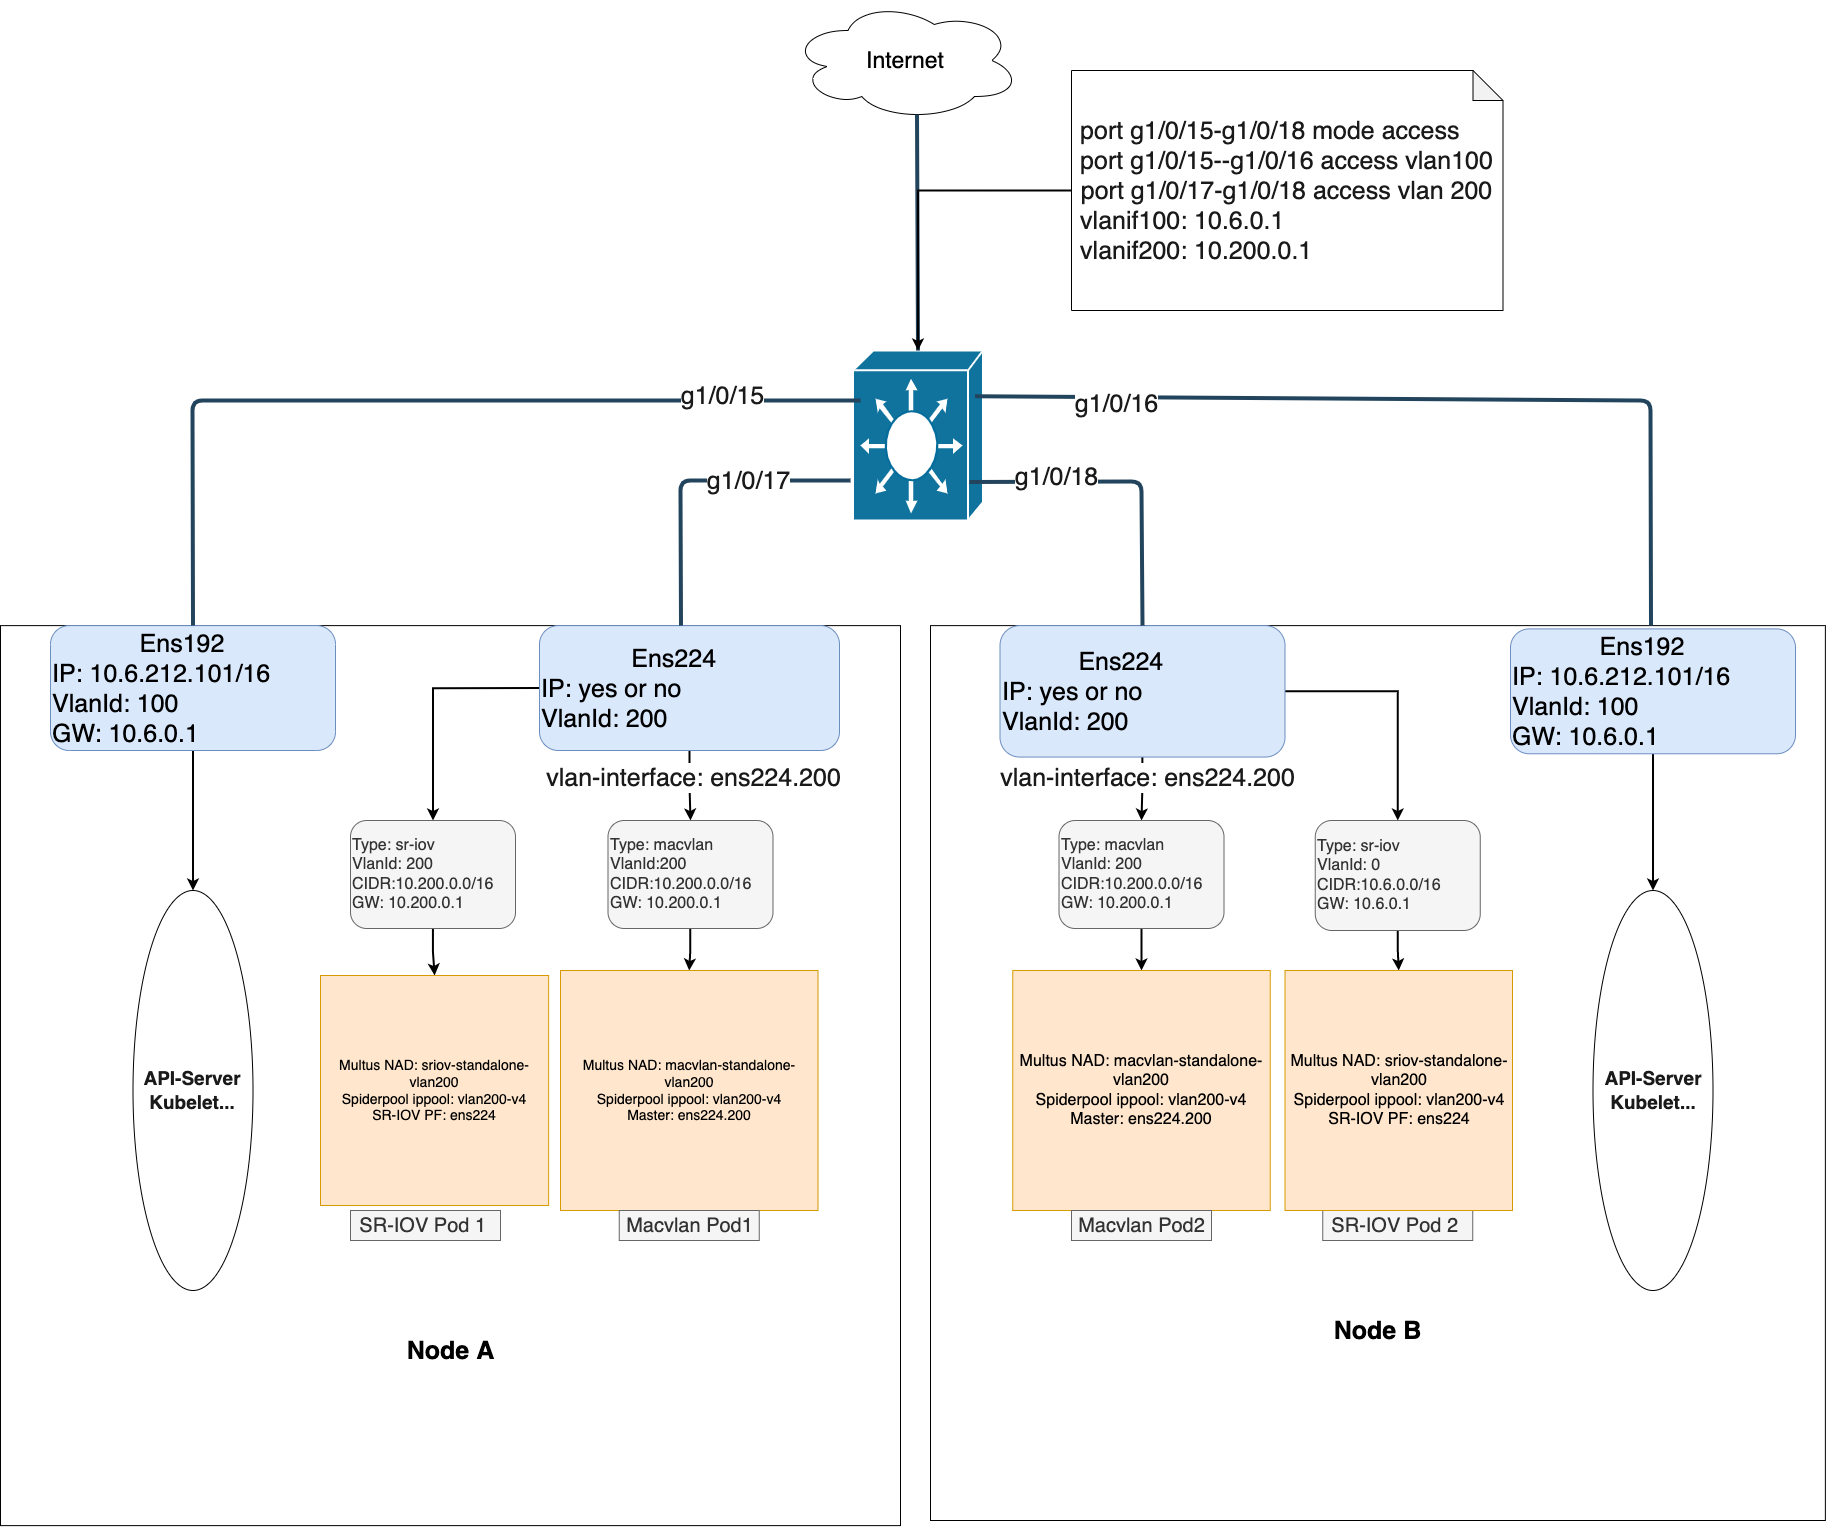 Internet
port g1/0/15-g1/0/18 mode access
port g1/0/15--g1/0/16 access vlan100
port g1/0/17-g1/0/18 access vlan 200
vlanif100: 10.6.0.1
vlanif200: 10.200.0.1
g1/0/15
g1/0/16
g1/0/17
g1/0/18
Ens192
IP: 10.6.212.101/16
VlanId: 100
GW: 10.6.0.1
Ens224
IP: yes or no
VlanId: 200
vlan-interface: ens224.200
Type: sr-iov
VlanId: 200
CIDR:10.200.0.0/16
GW: 10.200.0.1
Type: macvlan
VlanId:200
CIDR:10.200.0.0/16
GW: 10.200.0.1
API-Server
Kubelet...
Multus NAD: sriov-standalone-
vlan200
Spiderpool ippool: vlan200-v4
SR-IOV PF: ens224
SR-IOV Pod 1
Multus NAD: macvlan-standalone-
vlan200
Spiderpool ippool: vlan200-v4
Master: ens224.200
Macvlan Pod1
Node A
Ens224
IP: yes or no
VlanId: 200
vlan-interface: ens224.200
Ens192
IP: 10.6.212.101/16
VlanId: 100
GW: 10.6.0.1
Type: macvlan
VlanId: 200
CIDR:10.200.0.0/16
GW: 10.200.0.1
Type: sr-iov
VlanId: 0
CIDR:10.6.0.0/16
GW: 10.6.0.1
Multus NAD: macvlan-standalone-
vlan200
Spiderpool ippool: vlan200-v4
Master: ens224.200
Macvlan Pod2
Multus NAD: sriov-standalone-
vlan200
Spiderpool ippool: vlan200-v4
SR-IOV PF: ens224
SR-IOV Pod 2
API-Server
Kubelet...
Node B